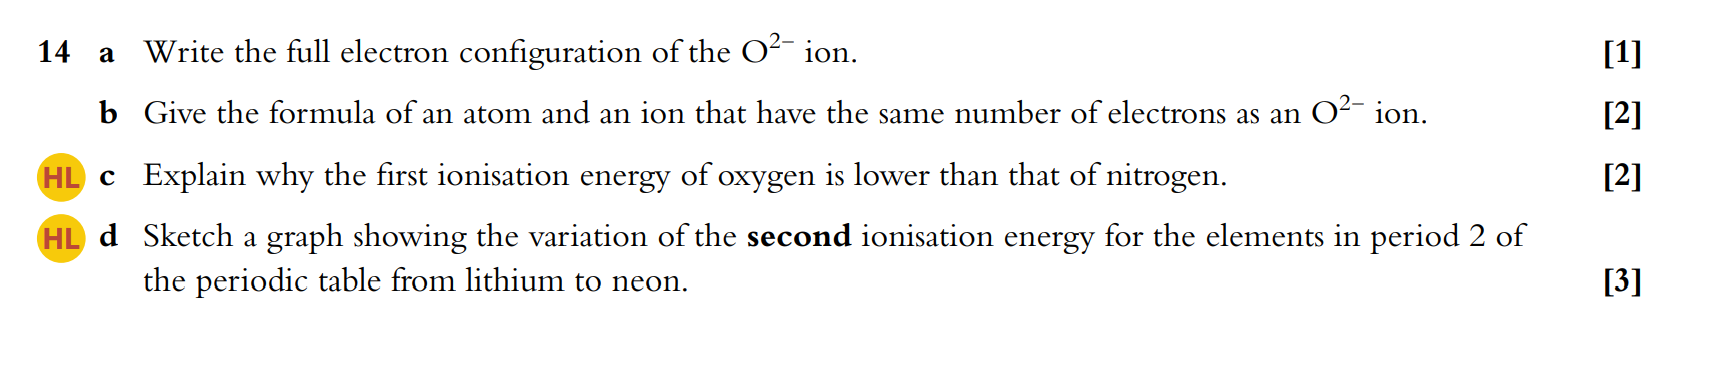 14 a Write the full electron configuration of the O²⁻ ion. [1]
b Give the formula of an atom and an ion that have the same number of electrons as an O²⁻ ion. [2]
HL c Explain why the first ionisation energy of oxygen is lower than that of nitrogen. [2]
HL d Sketch a graph showing the variation of the second ionisation energy for the elements in period 2 of
the periodic table from lithium to neon. [3]